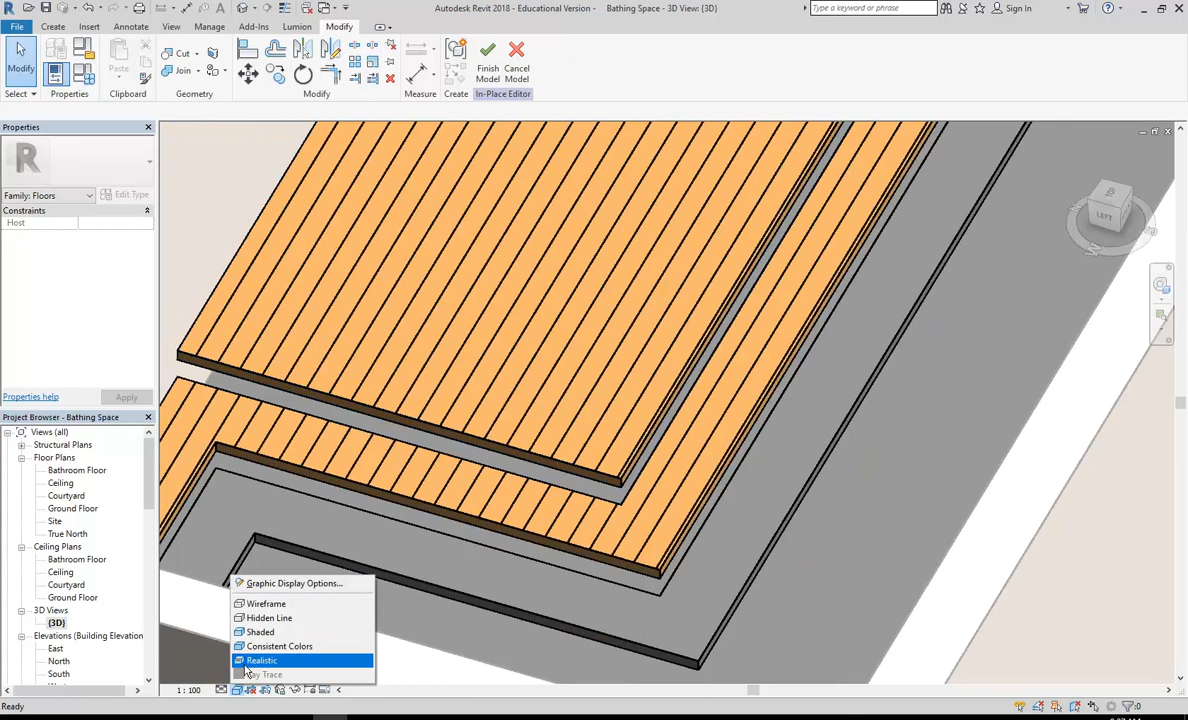 Autodesk Revit 2018 - Educational Version -    Bathing Space - 3D View: {3D}
Type a keyword or phrase
Sign In
File Create Insert Annotate View Manage Add-Ins Lumion Modify
Modify
Paste
Cut
Join
Finish Model
Cancel Model
Select Properties Clipboard Geometry Modify Measure Create In-Place Editor
Properties
R
Family: Floors
Edit Type
Constraints
Host
Properties help
Apply
Project Browser - Bathing Space
Views (all)
Structural Plans
Floor Plans
Bathroom Floor
Ceiling
Courtyard
Ground Floor
Site
True North
Ceiling Plans
Bathroom Floor
Ceiling
Courtyard
Ground Floor
3D Views
{3D}
Elevations (Building Elevation
East
North
South
LEFT
W
Graphic Display Options...
Wireframe
Hidden Line
Shaded
Consistent Colors
Realistic
Trace
1 : 100
Ready
:0